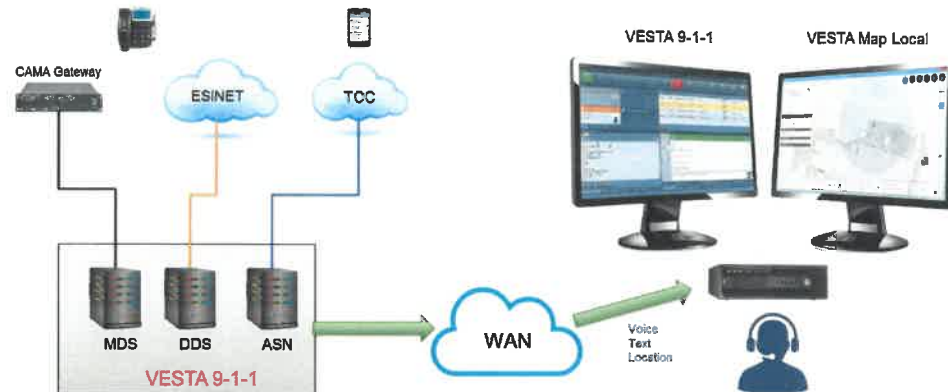 VESTA 9-1-1
VESTA Map Local
CAMA Gateway
ESINET
TCC
MDS
DDS
ASN
VESTA 9-1-1
WAN
Voice
Text
Location